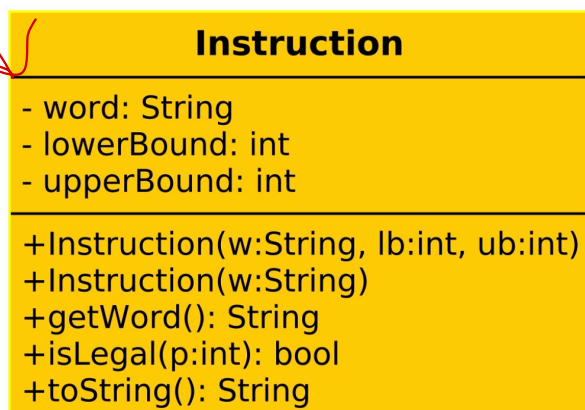 Instruction
- word: String
- lowerBound: int
- upperBound: int
+Instruction(w:String, lb:int, ub:int)
+Instruction(w:String)
+getWord(): String
+isLegal(p:int): bool
+toString(): String